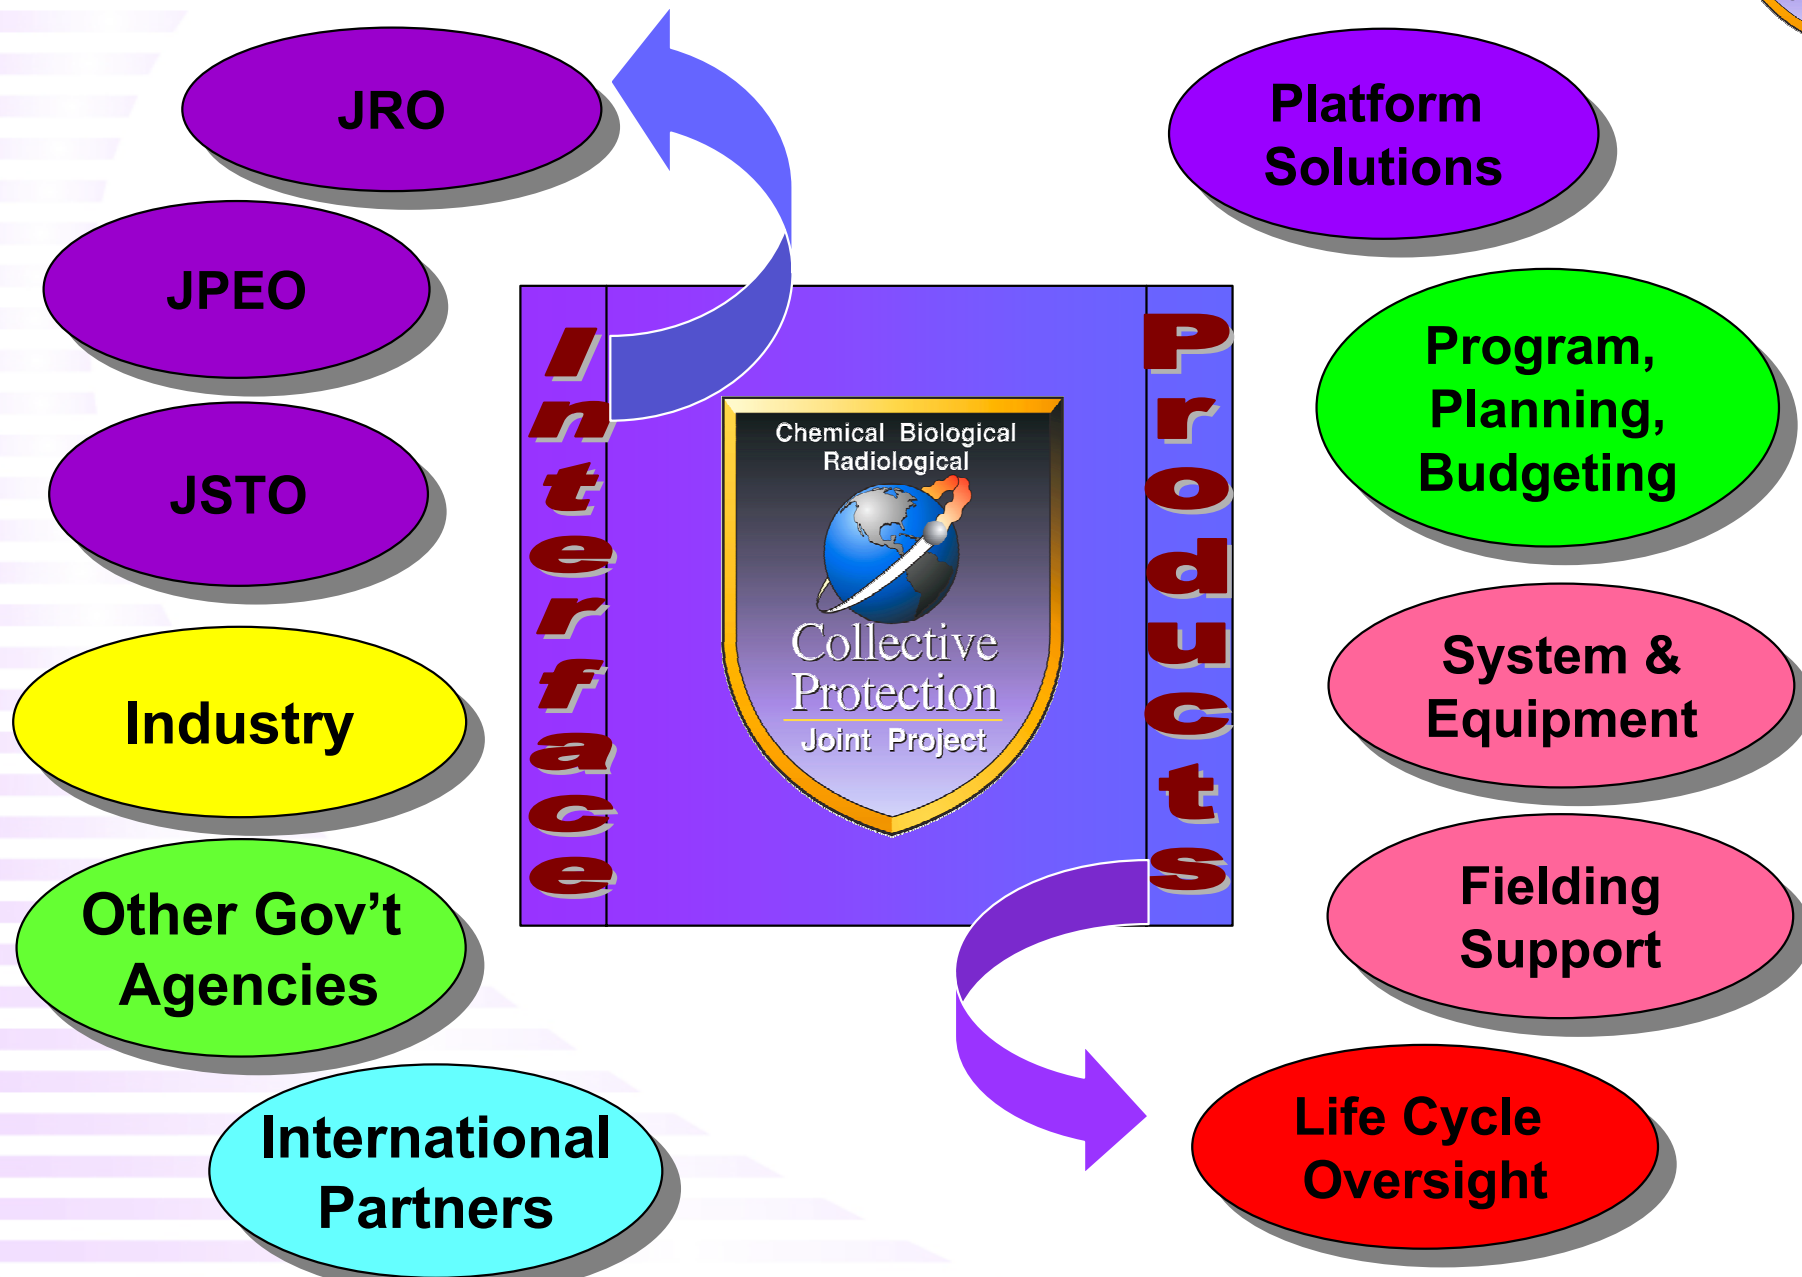 JRO
JPEO
JSTO
Industry
Other Gov’t
Agencies
International
Partners
Interface
Chemical Biological
Radiological
Collective
Protection
Joint Project
Products
Platform
Solutions
Program,
Planning,
Budgeting
System &
Equipment
Fielding
Support
Life Cycle
Oversight